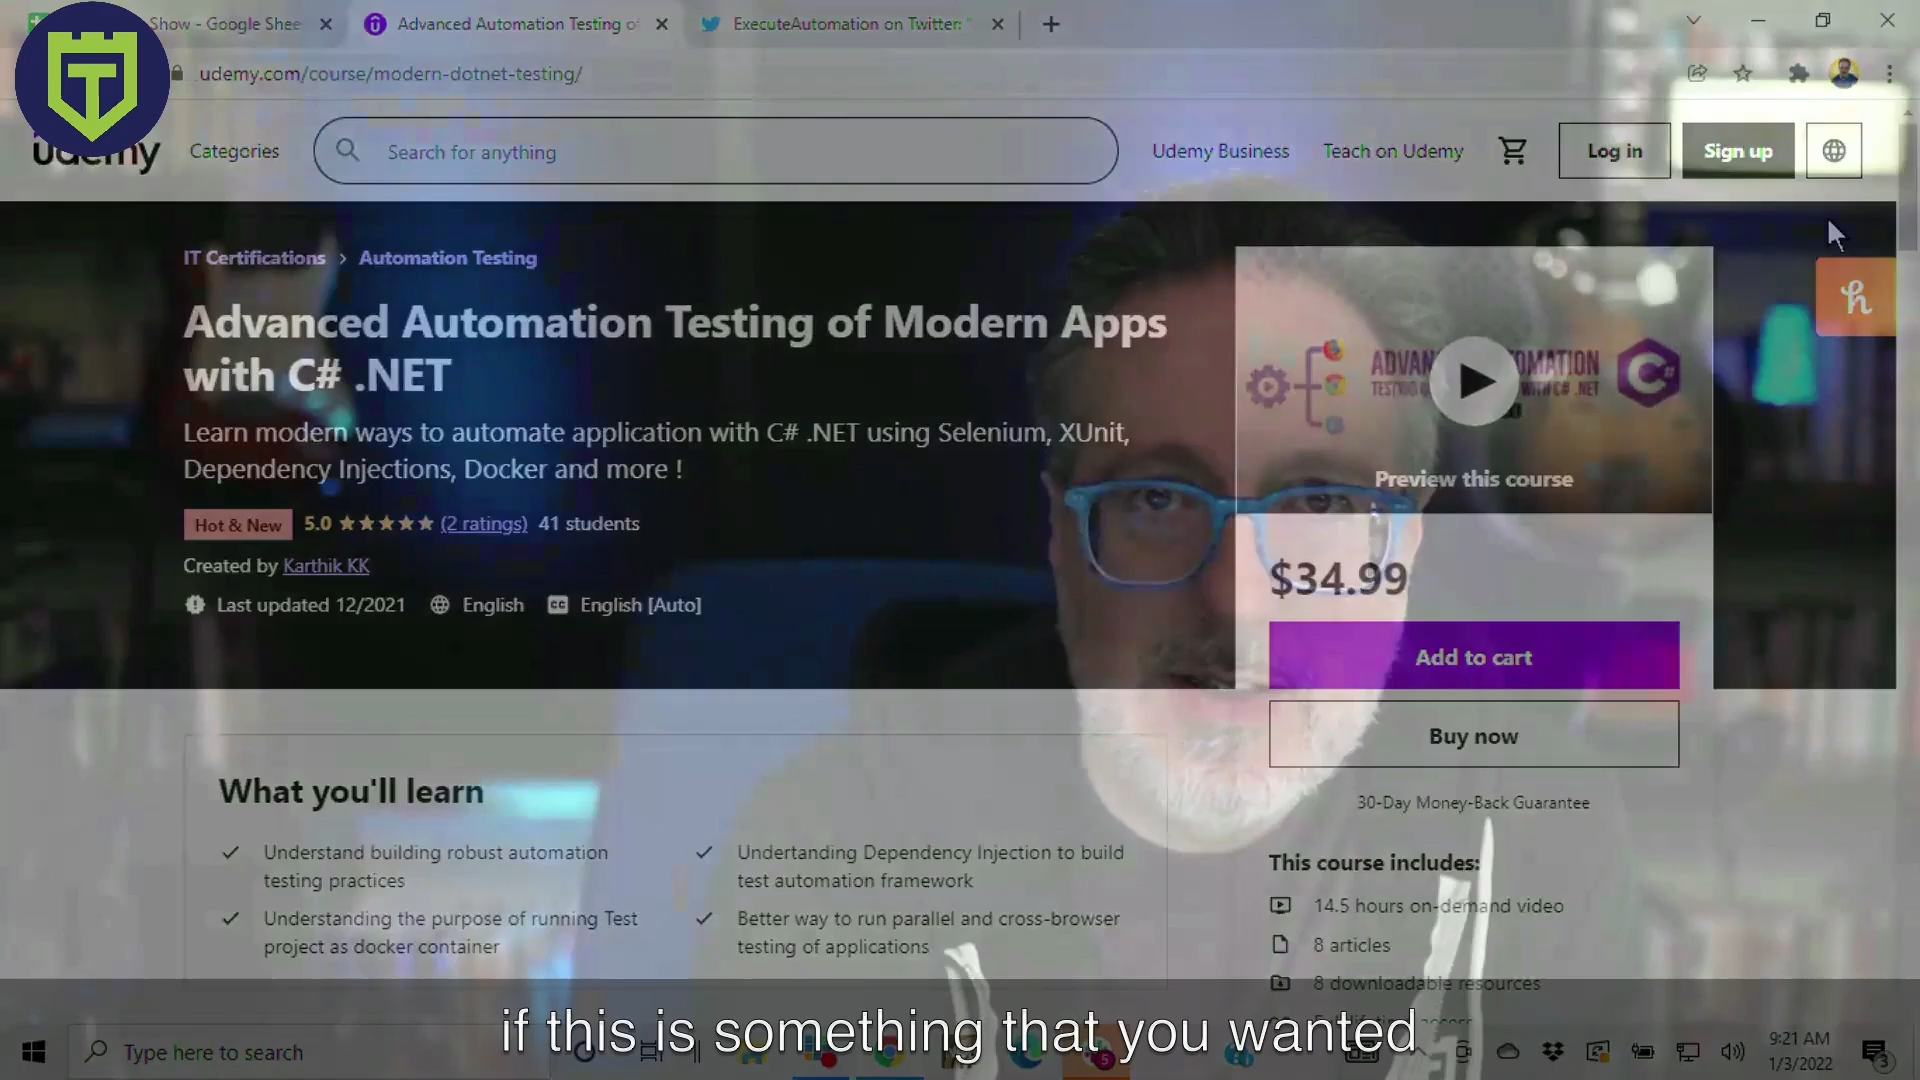 Show - Google Shee
Advanced Automation Testing of
ExecuteAutomation on Twitter: "
udemy.com/course/modern-dotnet-testing/
T
udemy
Categories
Search for anything
Udemy Business
Teach on Udemy
Log in
Sign up
IT Certifications > Automation Testing
Advanced Automation Testing of Modern Apps
with C# .NET
Learn modern ways to automate application with C# .NET using Selenium, XUnit,
Dependency Injections, Docker and more !
Hot & New 5.0 (2 ratings) 41 students
Created by Karthik KK
Last updated 12/2021 English CC English [Auto]
C#
Preview this course
$34.99
Add to cart
Buy now
30-Day Money-Back Guarantee
This course includes:
14.5 hours on-demand video
8 articles
8 downloadable resources
What you'll learn
Understand building robust automation
testing practices
Undertanding Dependency Injection to build
test automation framework
Understanding the purpose of running Test
project as docker container
Better way to run parallel and cross-browser
testing of applications
if this is something that you wanted
Type here to search
5
9:21 AM
1/3/2022
3